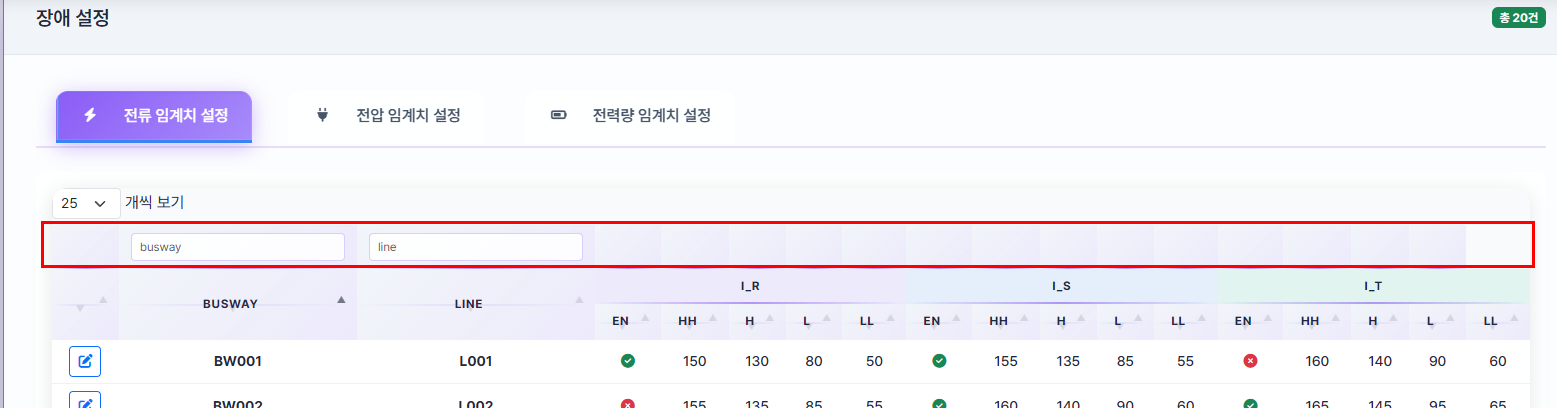 장애 설정
총 20건
전류 임계치 설정 전압 임계치 설정 전력량 임계치 설정
25 개씩 보기
busway line
I_R I_S I_T
BUSWAY LINE
EN HH H L LL EN HH H L LL EN HH H L LL
BW001 L001 150 130 80 50 155 135 85 55 160 140 90 60
BW002 L002 155 135 85 55 160 140 90 60 165 145 95 65